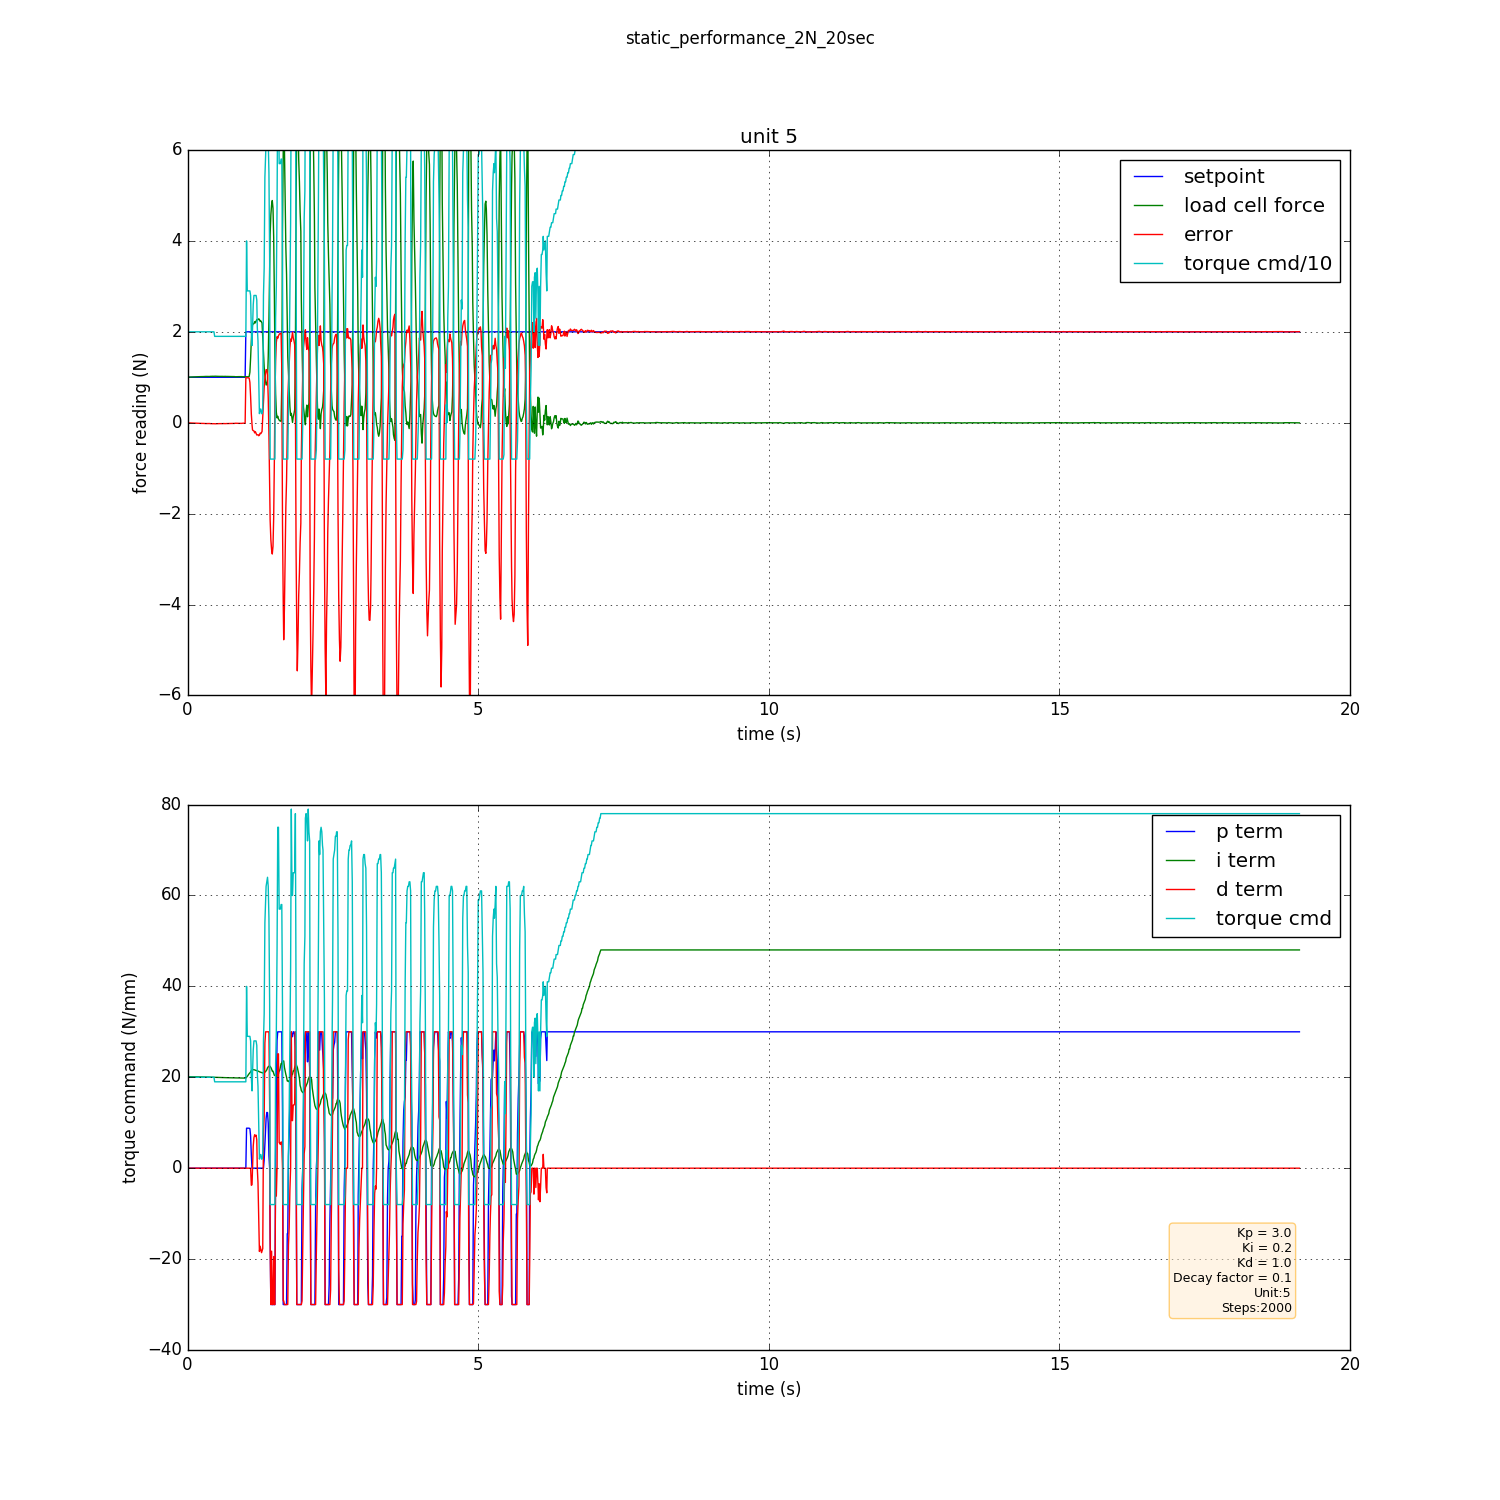 static_performance_2N_20sec
unit 5
6
4
2
0
−2
−4
−6
force reading (N)
setpoint
load cell force
error
torque cmd/10
0 5 10 15 20
time (s)
80
60
40
20
0
−20
−40
torque command (N/mm)
p term
i term
d term
torque cmd
Kp = 3.0
Ki = 0.2
Kd = 1.0
Decay factor = 0.1
Unit:5
Steps:2000
0 5 10 15 20
time (s)